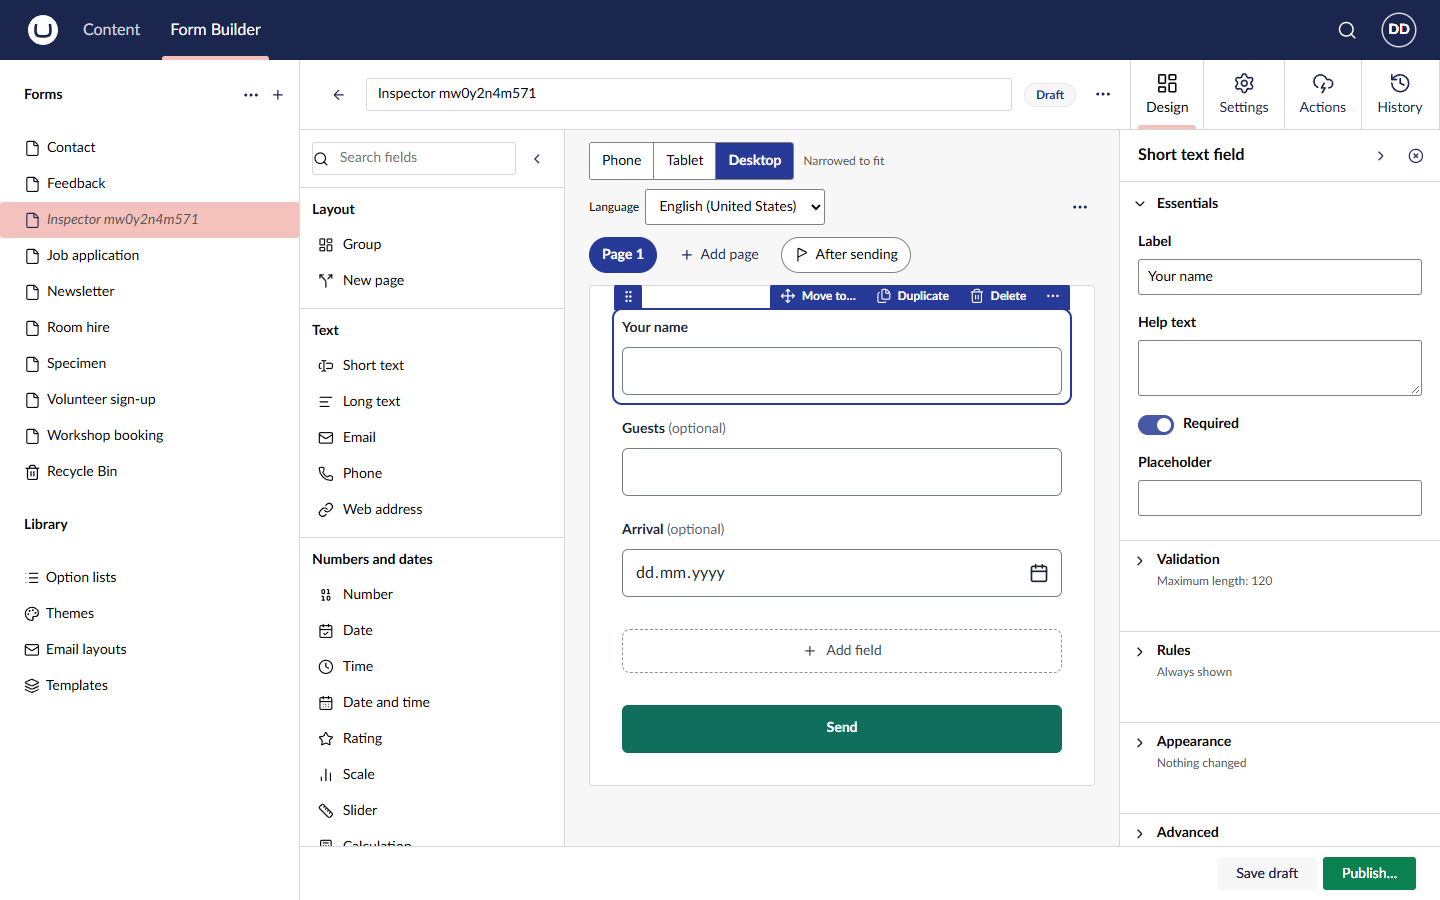 Content
Form Builder
DD
Forms
Contact
Feedback
Inspector mw0y2n4m571
Job application
Newsletter
Room hire
Specimen
Volunteer sign-up
Workshop booking
Recycle Bin
Library
Option lists
Themes
Email layouts
Templates
Inspector mw0y2n4m571
Draft
Design
Settings
Actions
History
Search fields
Layout
Group
New page
Text
Short text
Long text
Email
Phone
Web address
Numbers and dates
Number
Date
Time
Date and time
Rating
Scale
Slider
Calculation
Phone
Tablet
Desktop
Narrowed to fit
Language
English (United States)
Page 1
Add page
After sending
Move to...
Duplicate
Delete
Your name
Guests (optional)
Arrival (optional)
dd.mm.yyyy
Add field
Send
Short text field
Essentials
Label
Your name
Help text
Required
Placeholder
Validation
Maximum length: 120
Rules
Always shown
Appearance
Nothing changed
Advanced
Save draft
Publish...